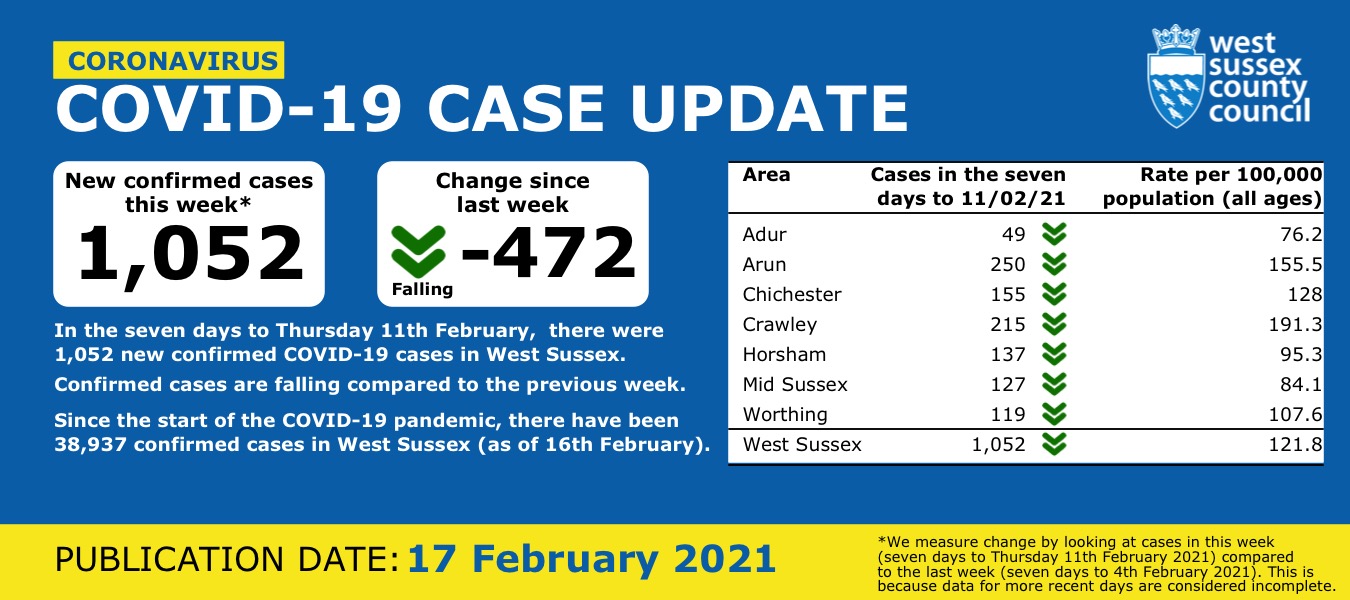 CORONAVIRUS
COVID-19 CASE UPDATE
west
sussex
county
council
New confirmed cases
this week*
1,052
Change since
last week
-472
Falling
In the seven days to Thursday 11th February,  there were
1,052 new confirmed COVID-19 cases in West Sussex.
Confirmed cases are falling compared to the previous week.
Since the start of the COVID-19 pandemic, there have been
38,937 confirmed cases in West Sussex (as of 16th February).
Area Cases in the seven days to 11/02/21 Rate per 100,000 population (all ages)
Adur 49 76.2
Arun 250 155.5
Chichester 155 128
Crawley 215 191.3
Horsham 137 95.3
Mid Sussex 127 84.1
Worthing 119 107.6
West Sussex 1,052 121.8
PUBLICATION DATE: 17 February 2021
*We measure change by looking at cases in this week
(seven days to Thursday 11th February 2021) compared
to the last week (seven days to 4th February 2021). This is
because data for more recent days are considered incomplete.